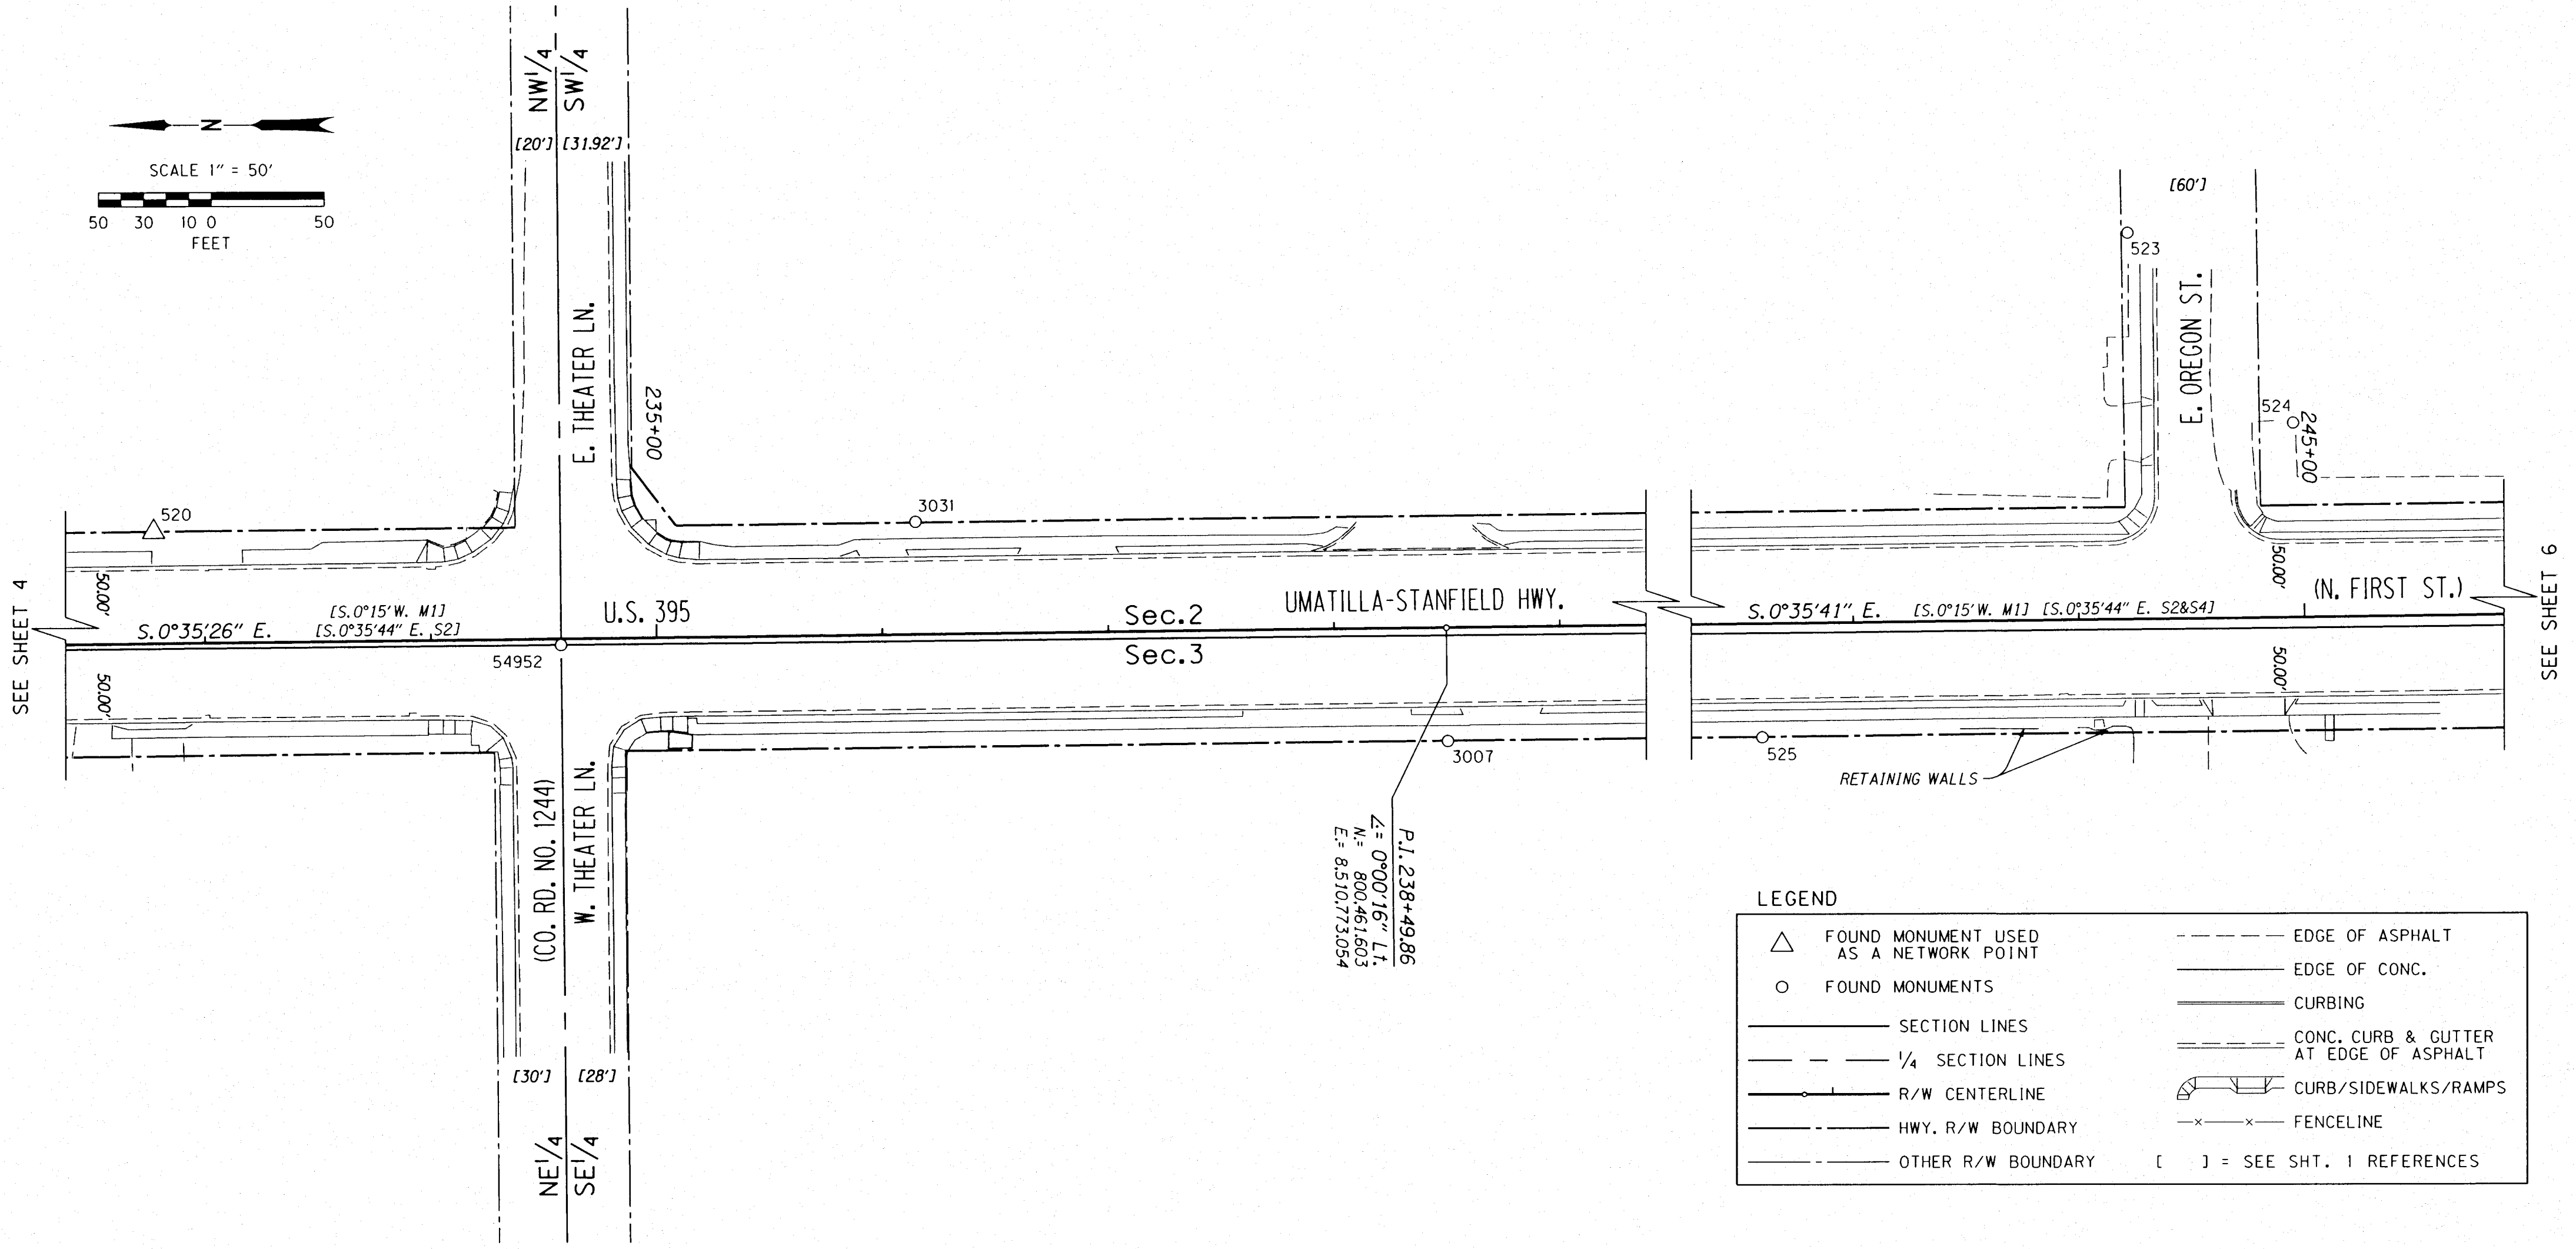 N
SCALE 1" = 50'
50 30 10 0 50
FEET
NW¼
SW¼
[20'] [31.92']
[60']
523
E. OREGON ST.
524
245+00
E. THEATER LN.
235+00
520
3031
SEE SHEET 4
50.00'
[S.0°15'W. M1]
S.0°35'26" E.
[S.0°35'44" E. S2]
U.S. 395
54952
Sec.2
Sec.3
UMATILLA-STANFIELD HWY.
S.0°35'41" E.
[S.0°15'W. M1] [S.0°35'44" E. S2&S4]
50.00'
(N. FIRST ST.)
SEE SHEET 6
50.00'
50.00'
3007
525
RETAINING WALLS
(CO. RD. NO. 1244)
W. THEATER LN.
P.I. 238+49.86
∠= 0°00'16" Lt.
N.= 800,461.603
E.= 8,510,773.054
[30'] [28']
NE¼
SE¼
LEGEND
FOUND MONUMENT USED
AS A NETWORK POINT
FOUND MONUMENTS
SECTION LINES
¼ SECTION LINES
R/W CENTERLINE
HWY. R/W BOUNDARY
OTHER R/W BOUNDARY
EDGE OF ASPHALT
EDGE OF CONC.
CURBING
CONC. CURB & GUTTER
AT EDGE OF ASPHALT
CURB/SIDEWALKS/RAMPS
FENCELINE
[ ] = SEE SHT. 1 REFERENCES